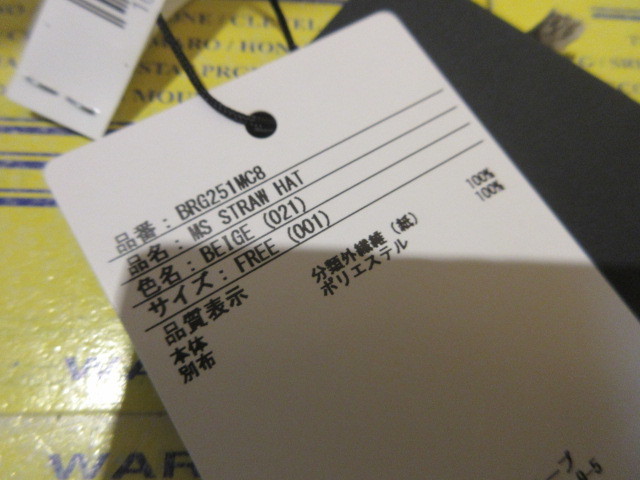 品番：BRG251MC8
品名：MS STRAW HAT
色名：BEIGE (021)
サイズ：FREE (001)
品質表示
本体 分類外繊維（紙） 100%
別布 ポリエステル 100%
WAR